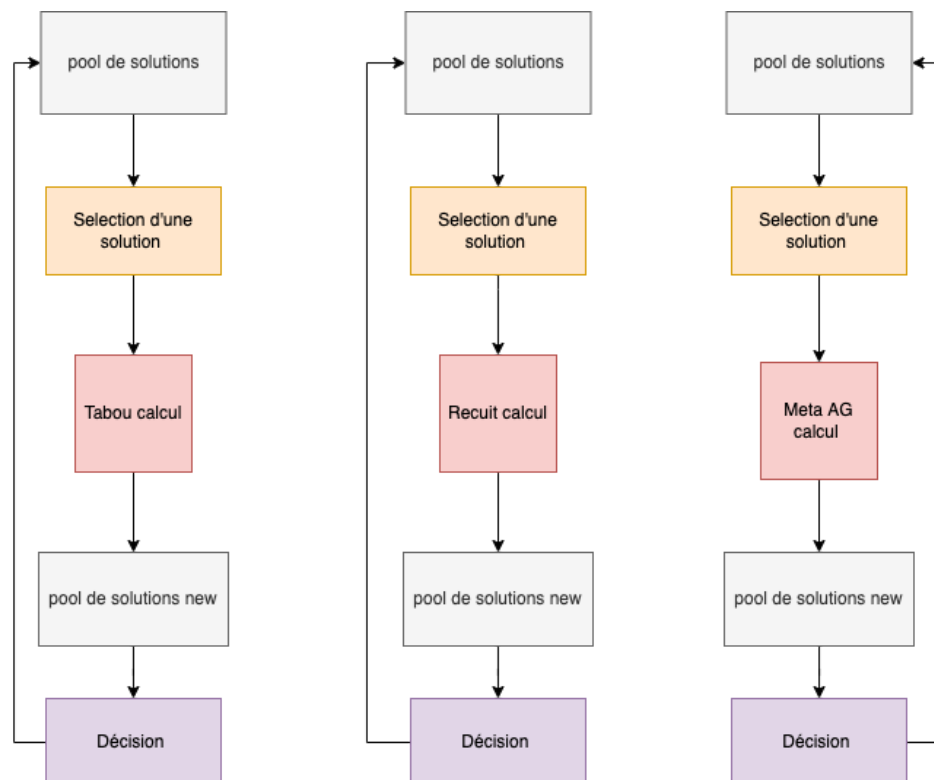 pool de solutions
Selection d'une
solution
Tabou calcul
pool de solutions new
Décision
pool de solutions
Selection d'une
solution
Recuit calcul
pool de solutions new
Décision
pool de solutions
Selection d'une
solution
Meta AG
calcul
pool de solutions new
Décision